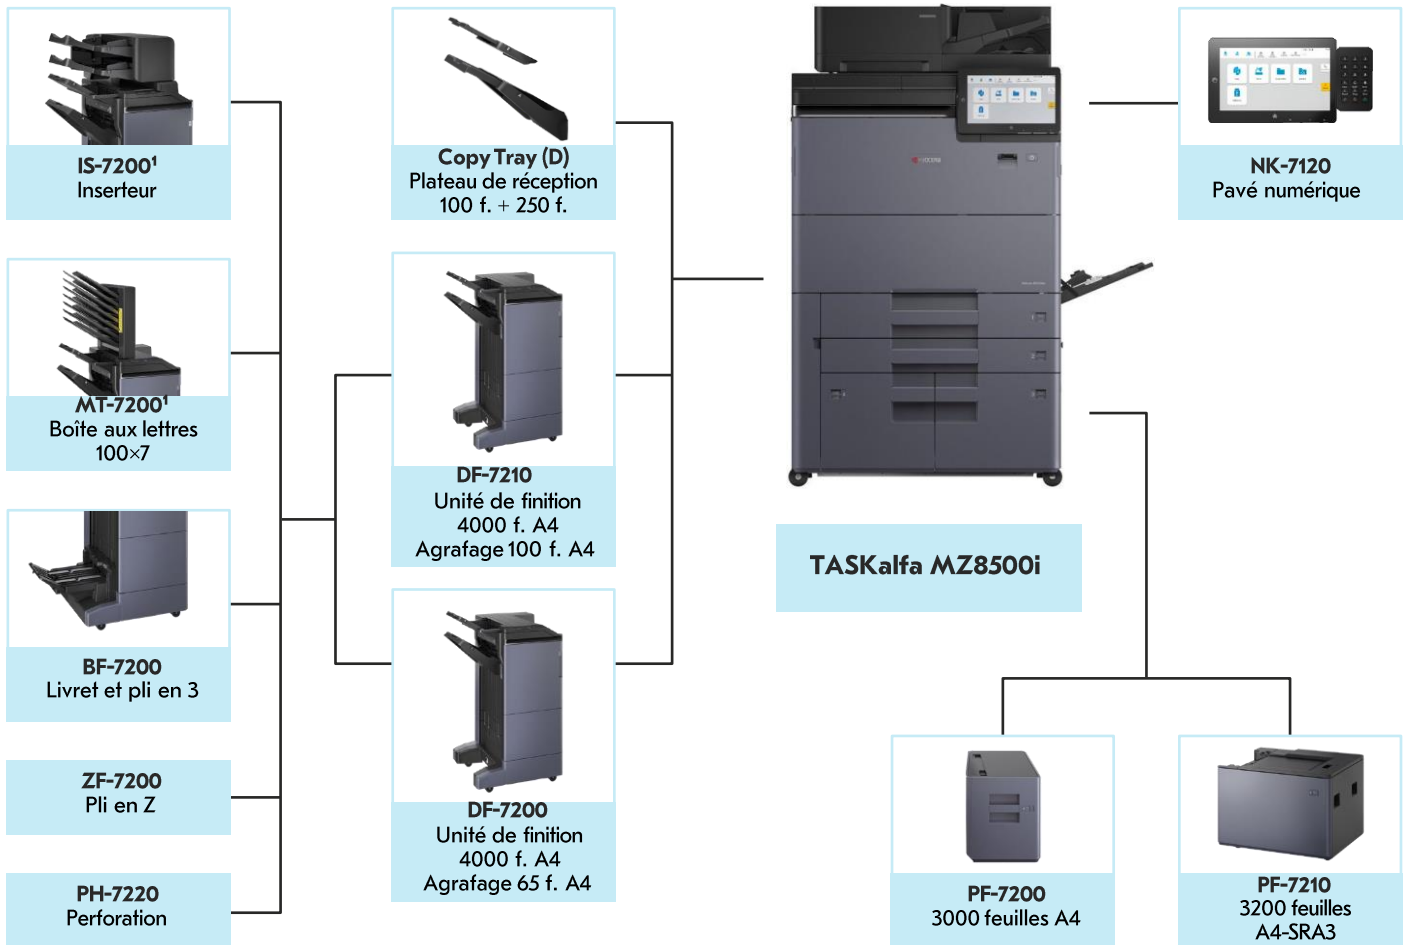 IS-7200¹
Inserteur
MT-7200¹
Boîte aux lettres
100×7
BF-7200
Livret et pli en 3
ZF-7200
Pli en Z
PH-7220
Perforation
Copy Tray (D)
Plateau de réception
100 f. + 250 f.
DF-7210
Unité de finition
4000 f. A4
Agrafage 100 f. A4
DF-7200
Unité de finition
4000 f. A4
Agrafage 65 f. A4
KYOCERA
TASKalfa MZ8500i
NK-7120
Pavé numérique
PF-7200
3000 feuilles A4
PF-7210
3200 feuilles
A4-SRA3